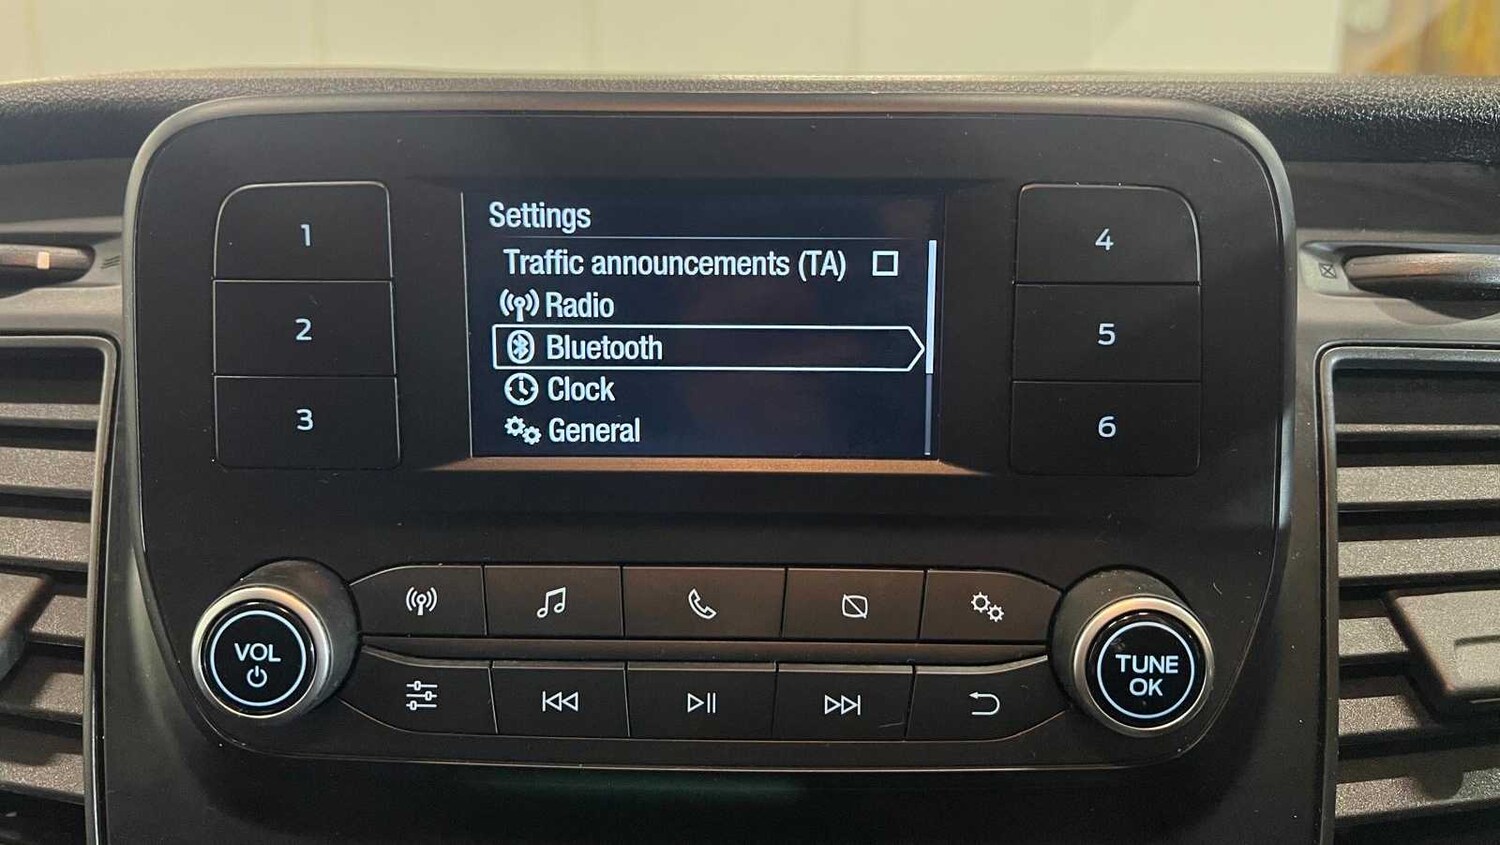 Settings
Traffic announcements (TA)
Radio
Bluetooth
Clock
General
1
2
3
4
5
6
VOL
TUNE
OK